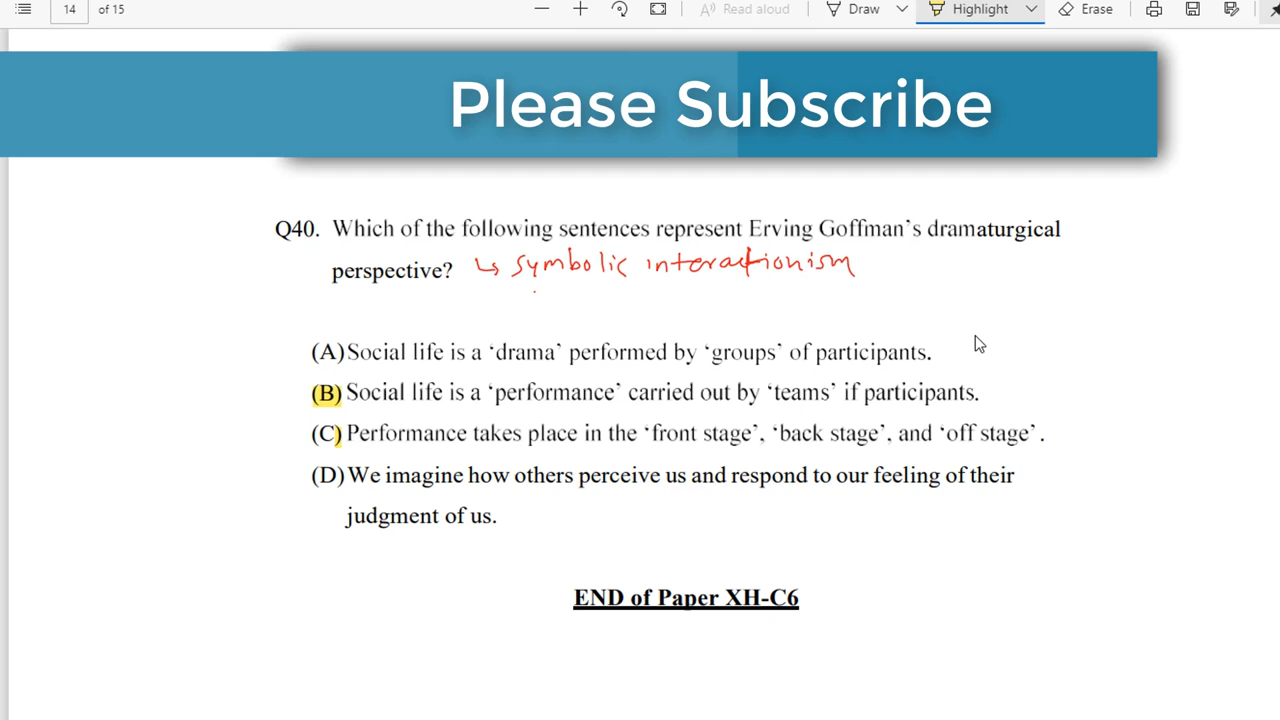 14 of 15 Read aloud Draw Highlight Erase
Please Subscribe
Q40. Which of the following sentences represent Erving Goffman's dramaturgical
perspective? ↳ symbolic interactionism
(A) Social life is a ‘drama’ performed by ‘groups’ of participants.
(B) Social life is a ‘performance’ carried out by ‘teams’ if participants.
(C) Performance takes place in the ‘front stage’, ‘back stage’, and ‘off stage’.
(D) We imagine how others perceive us and respond to our feeling of their
judgment of us.
END of Paper XH-C6